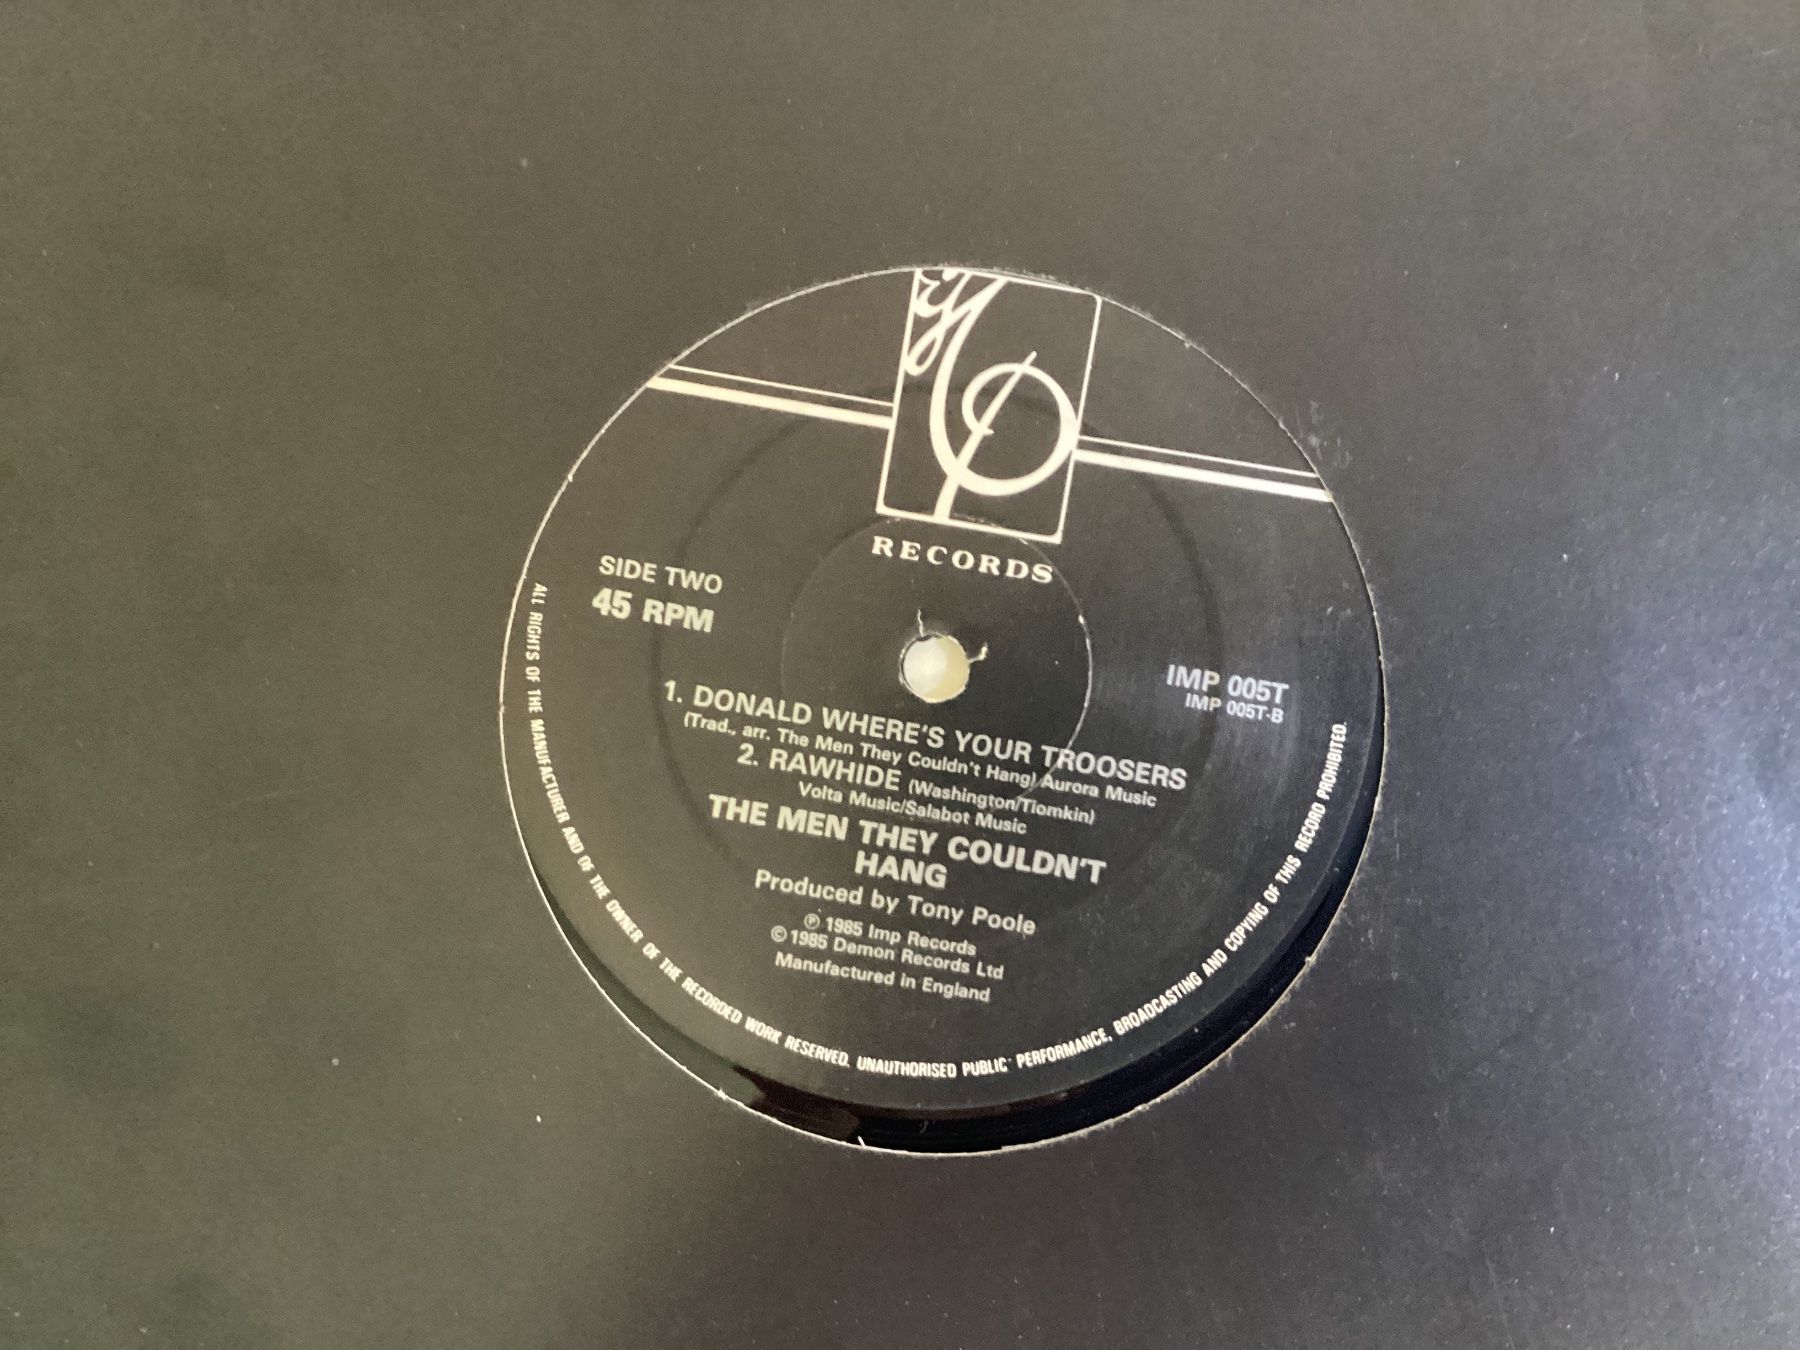 RECORDS
SIDE TWO
45 RPM
IMP 005T
IMP 005T-B
1. DONALD WHERE'S YOUR TROOSERS
(Trad., arr. The Men They Couldn't Hang) Aurora Music
2. RAWHIDE (Washington/Tiomkin)
Volta Music/Salabot Music
THE MEN THEY COULDN'T
HANG
Produced by Tony Poole
℗ 1985 Imp Records
© 1985 Demon Records Ltd
Manufactured in England
ALL RIGHTS OF THE MANUFACTURER AND OF THE OWNER OF THE RECORDED WORK RESERVED. UNAUTHORISED PUBLIC PERFORMANCE, BROADCASTING AND COPYING OF THIS RECORD PROHIBITED.